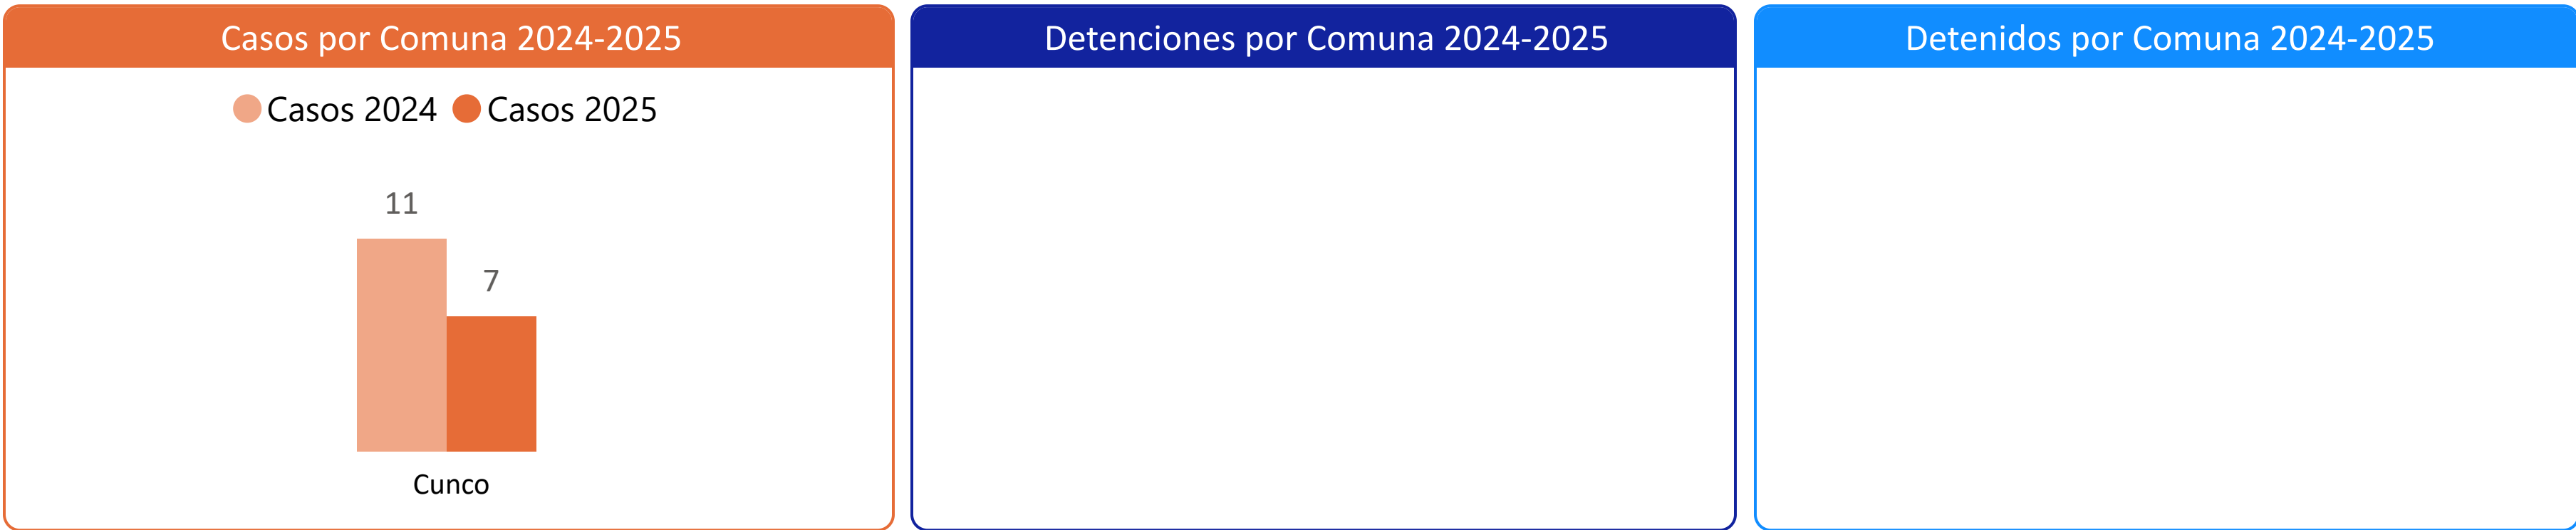 Casos por Comuna 2024-2025
Casos 2024 Casos 2025
11
7
Cunco
Detenciones por Comuna 2024-2025
Detenidos por Comuna 2024-2025